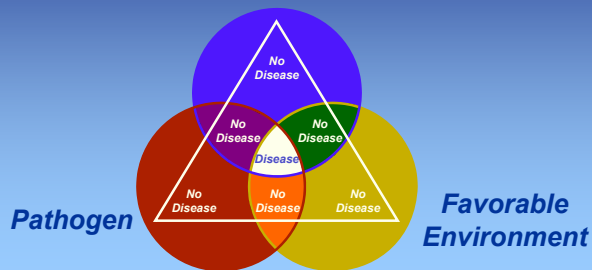 No
Disease
No
Disease
No
Disease
Disease
No
Disease
No
Disease
No
Disease
Pathogen
Favorable
Environment